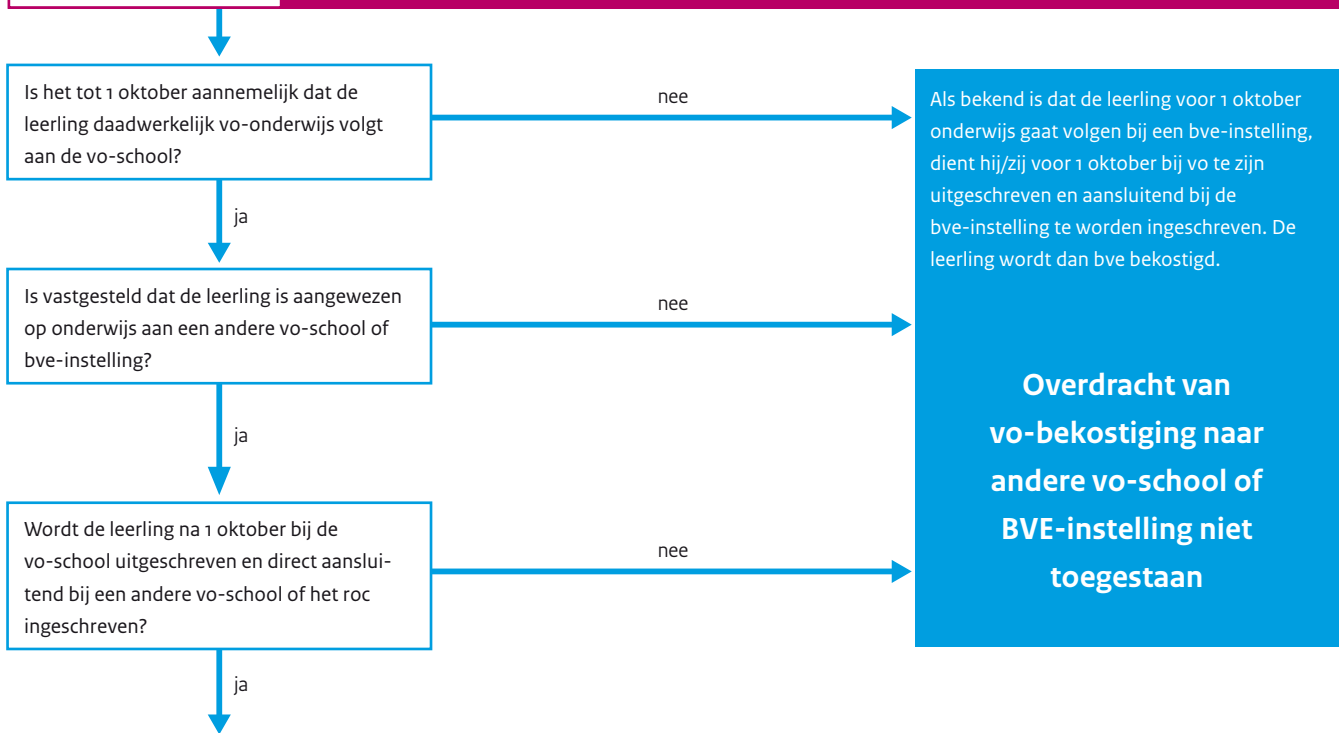 Is het tot 1 oktober aannemelijk dat de
leerling daadwerkelijk vo-onderwijs volgt
aan de vo-school?
nee
Als bekend is dat de leerling voor 1 oktober
onderwijs gaat volgen bij een bve-instelling,
dient hij/zij voor 1 oktober bij vo te zijn
uitgeschreven en aansluitend bij de
bve-instelling te worden ingeschreven. De
leerling wordt dan bve bekostigd.
ja
Is vastgesteld dat de leerling is aangewezen
op onderwijs aan een andere vo-school of
bve-instelling?
nee
Overdracht van
vo-bekostiging naar
andere vo-school of
BVE-instelling niet
toegestaan
ja
Wordt de leerling na 1 oktober bij de
vo-school uitgeschreven en direct aanslui-
tend bij een andere vo-school of het roc
ingeschreven?
nee
ja